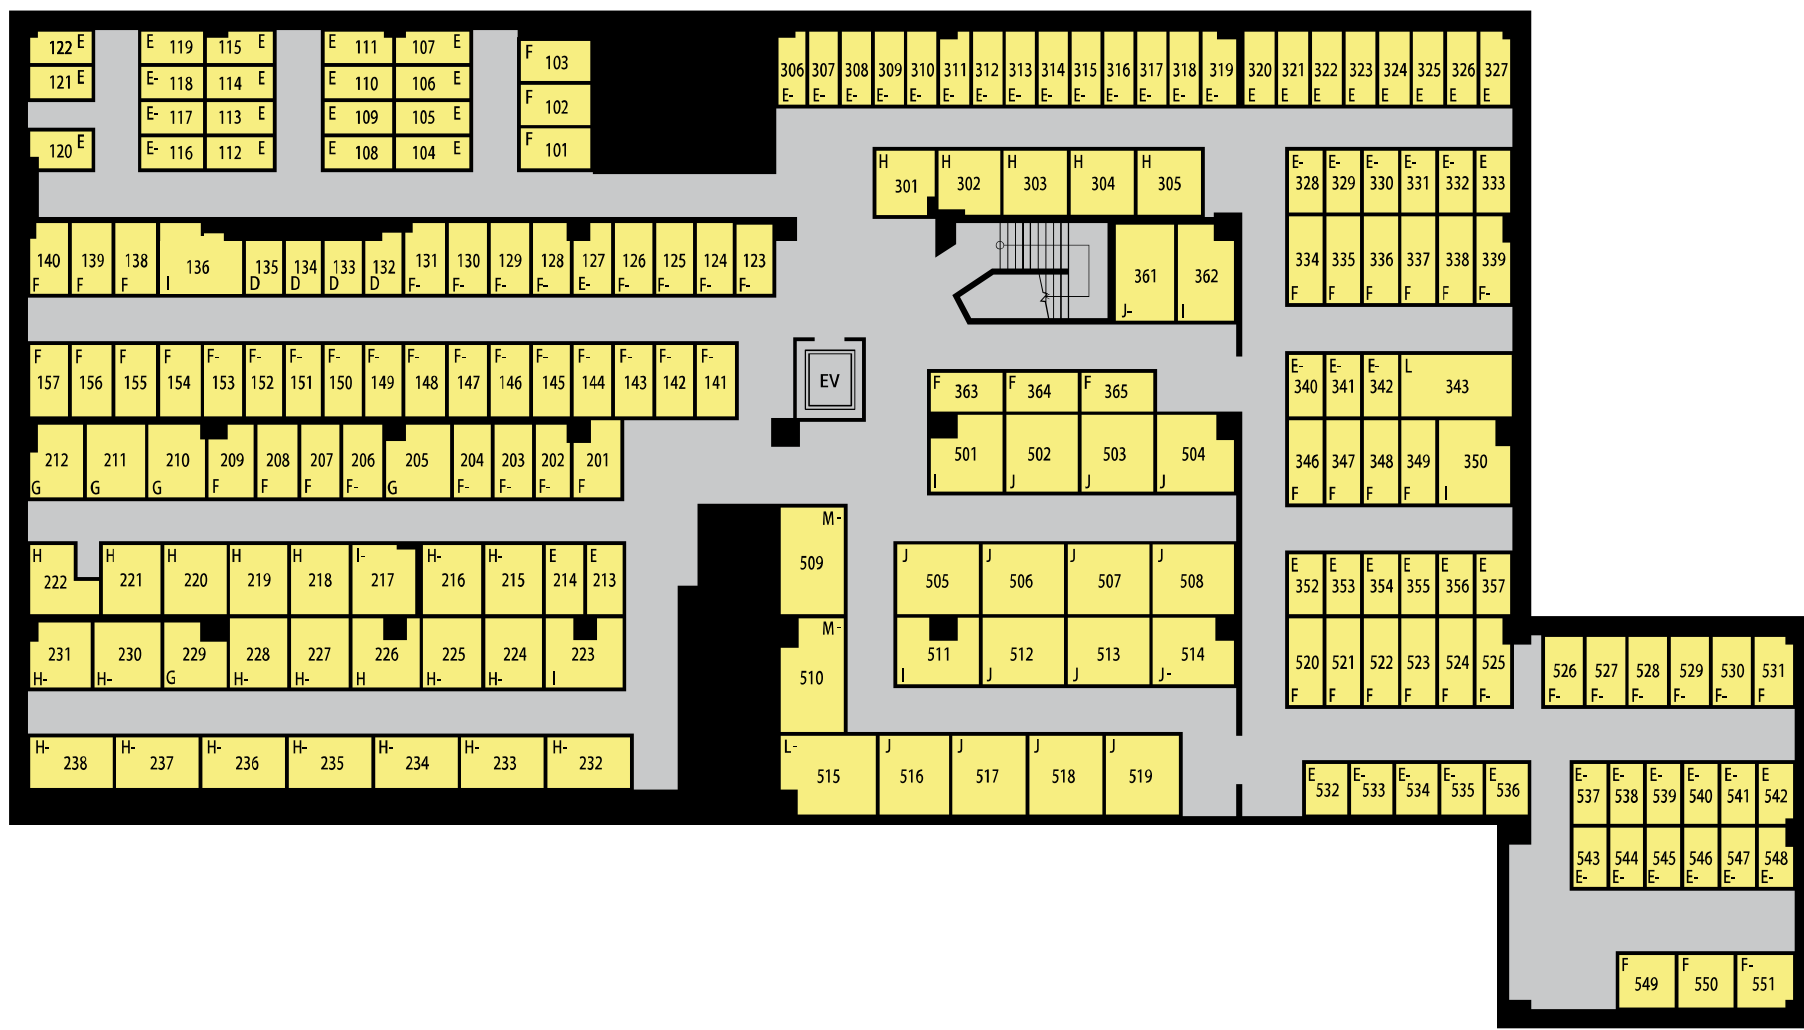 122 E
E 119
115 E
E 111
107 E
F 103
121 E
E- 118
114 E
E 110
106 E
F 102
E- 117
113 E
E 109
105 E
120 E
E- 116
112 E
E 108
104 E
F 101
306 307 308 309 310 311 312 313 314 315 316 317 318 319 320 321 322 323 324 325 326 327
E- E- E- E- E- E- E- E- E- E- E- E- E- E- E E E E E E E E
H H H H H
301 302 303 304 305
E- E- E- E- E- E
328 329 330 331 332 333
140 139 138 136 135 134 133 132 131 130 129 128 127 126 125 124 123
F F F I D D D D F- F- F- F- E- F- F- F- F-
361 362
J- I
334 335 336 337 338 339
F F F F F F-
F F F F F- F- F- F- F- F- F- F- F- F- F- F- F-
157 156 155 154 153 152 151 150 149 148 147 146 145 144 143 142 141
EV
F 363
F 364
F 365
E- E- E- L
340 341 342 343
212 211 210 209 208 207 206 205 204 203 202 201
G G G F F F F- G F- F- F- F
501 502 503 504
I J J J
346 347 348 349 350
F F F F I
H H H H H I- H- H- E E
222 221 220 219 218 217 216 215 214 213
M-
509
J J J J
505 506 507 508
E E E E E E
352 353 354 355 356 357
231 230 229 228 227 226 225 224 223
H- H- G H- H- H H- H- I
M-
510
511 512 513 514
I J J J-
520 521 522 523 524 525
F F F F F F-
526 527 528 529 530 531
F- F- F- F- F- F
H- H- H- H- H- H- H-
238 237 236 235 234 233 232
L- J J J J
515 516 517 518 519
E E- E- E- E
532 533 534 535 536
E- E- E- E- E- E
537 538 539 540 541 542
543 544 545 546 547 548
E- E- E- E- E- E-
F F F-
549 550 551